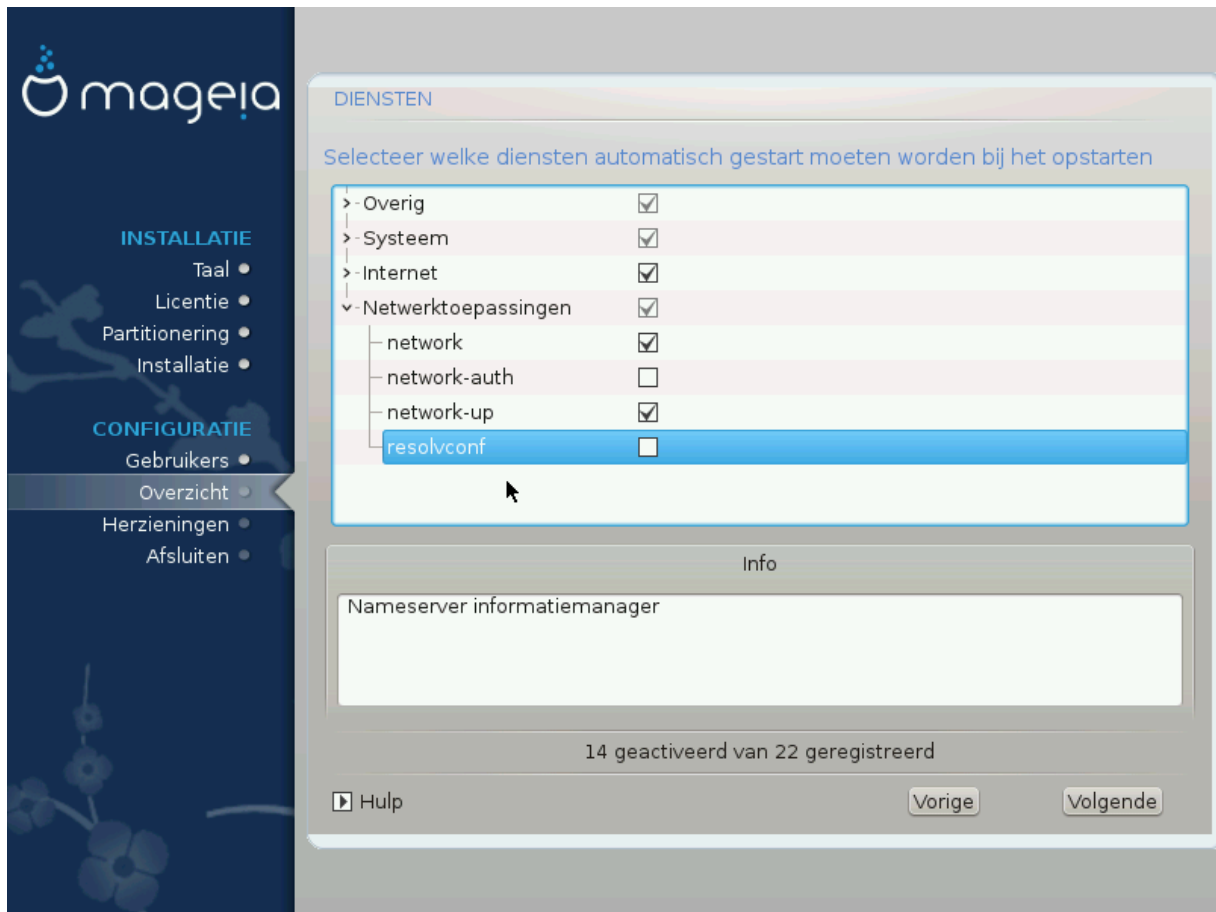 mageia
INSTALLATIE
Taal
Licentie
Partitionering
Installatie
CONFIGURATIE
Gebruikers
Overzicht
Herzieningen
Afsluiten
DIENSTEN
Selecteer welke diensten automatisch gestart moeten worden bij het opstarten
Overig
Systeem
Internet
Netwerktoepassingen
network
network-auth
network-up
resolvconf
Info
Nameserver informatiemanager
14 geactiveerd van 22 geregistreerd
Hulp
Vorige
Volgende